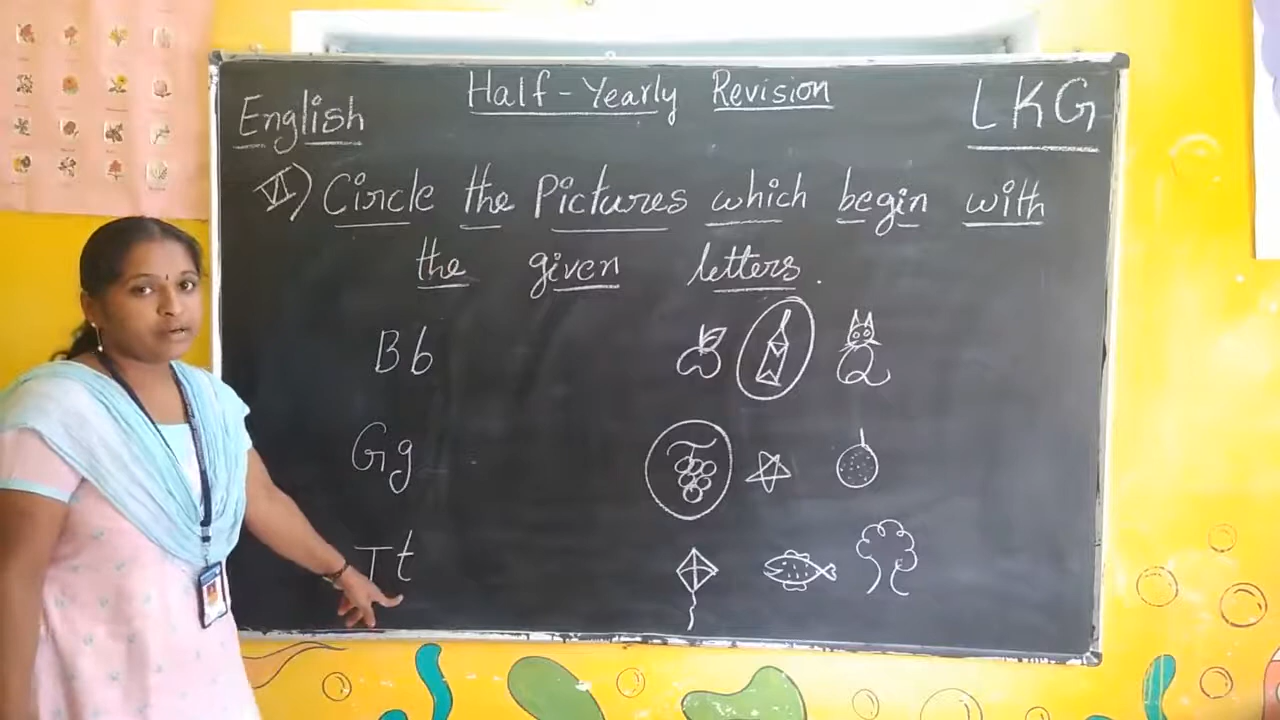 Half-Yearly Revision
English
LKG
VI) Circle the Pictures which begin with
the given letters.
Bb
Gg
Tt